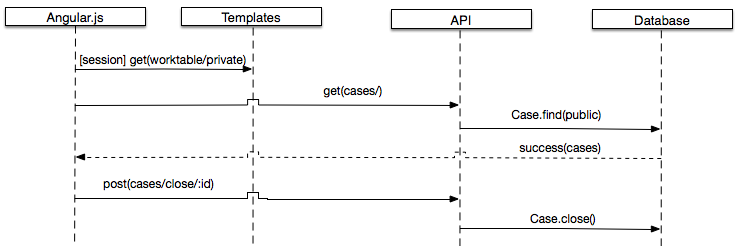 Angular.js
Templates
API
Database
[session] get(worktable/private)
get(cases/)
Case.find(public)
success(cases)
post(cases/close/:id)
Case.close()